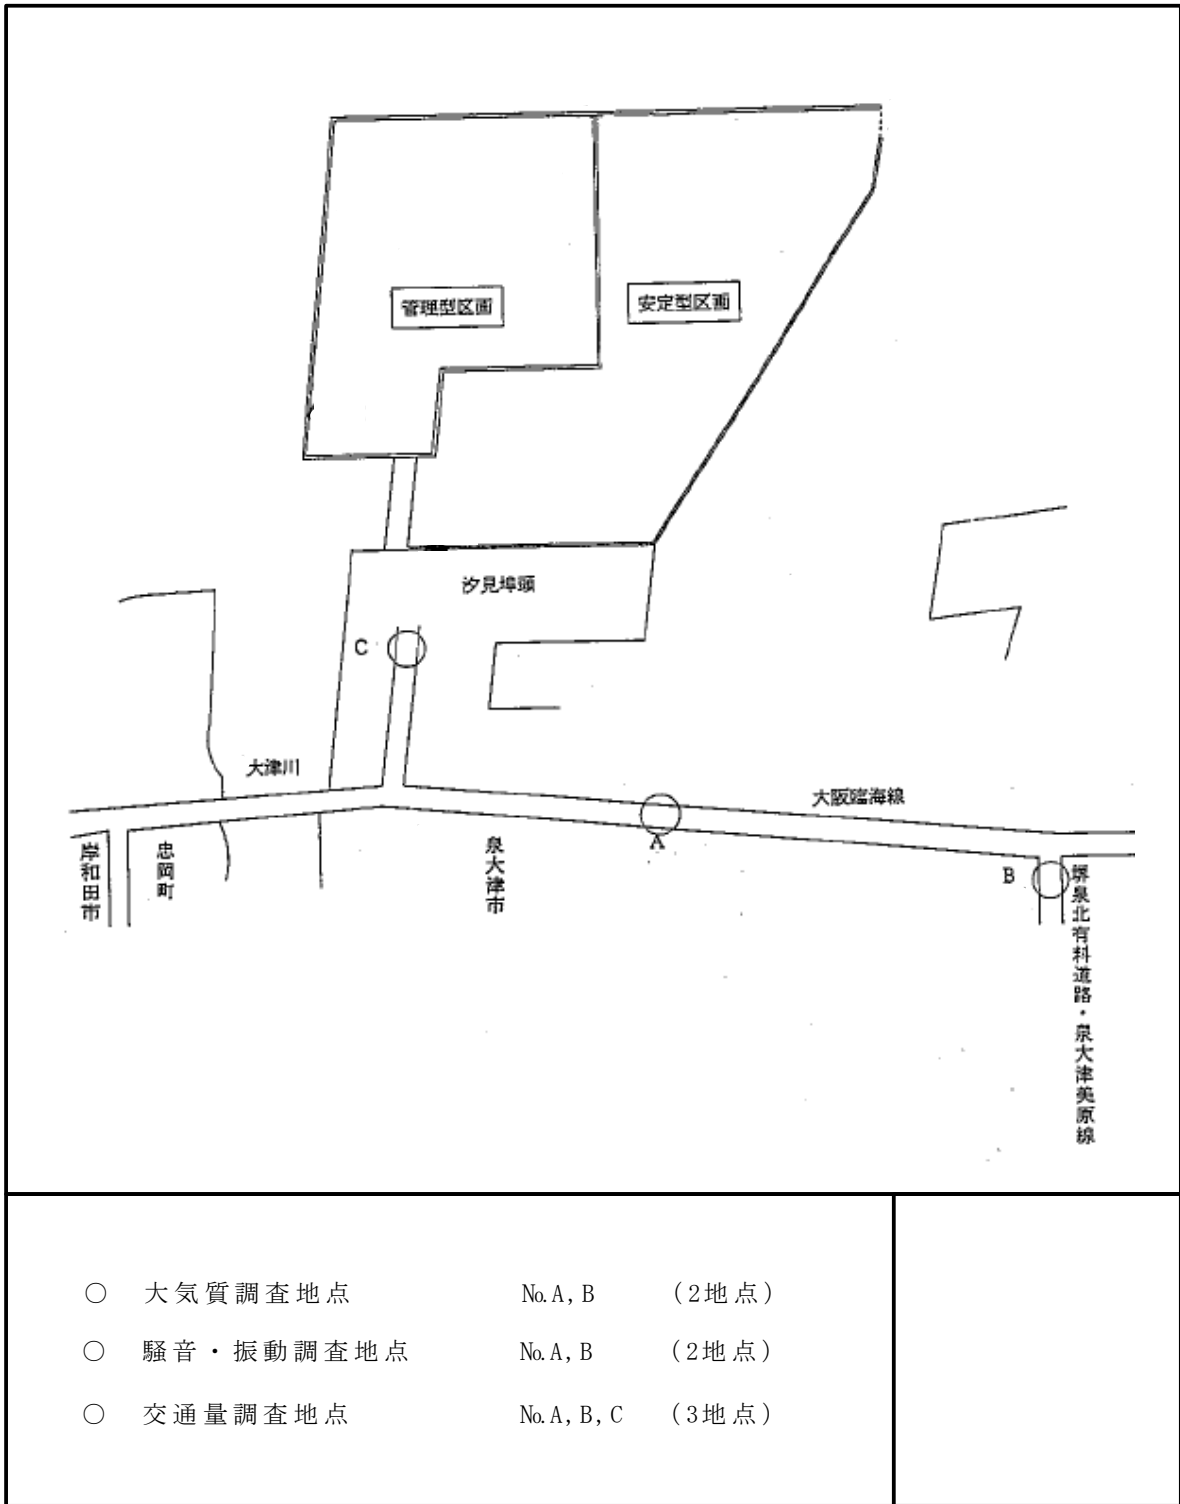 管理型区画
安定型区画
汐見埠頭
C
大津川
大阪臨海線
A
岸和田市
忠岡町
泉大津市
B
堺泉北有料道路・泉大津美原線
○ 大気質調査地点 №A,B (2地点)
○ 騒音・振動調査地点 №A,B (2地点)
○ 交通量調査地点 №A,B,C (3地点)